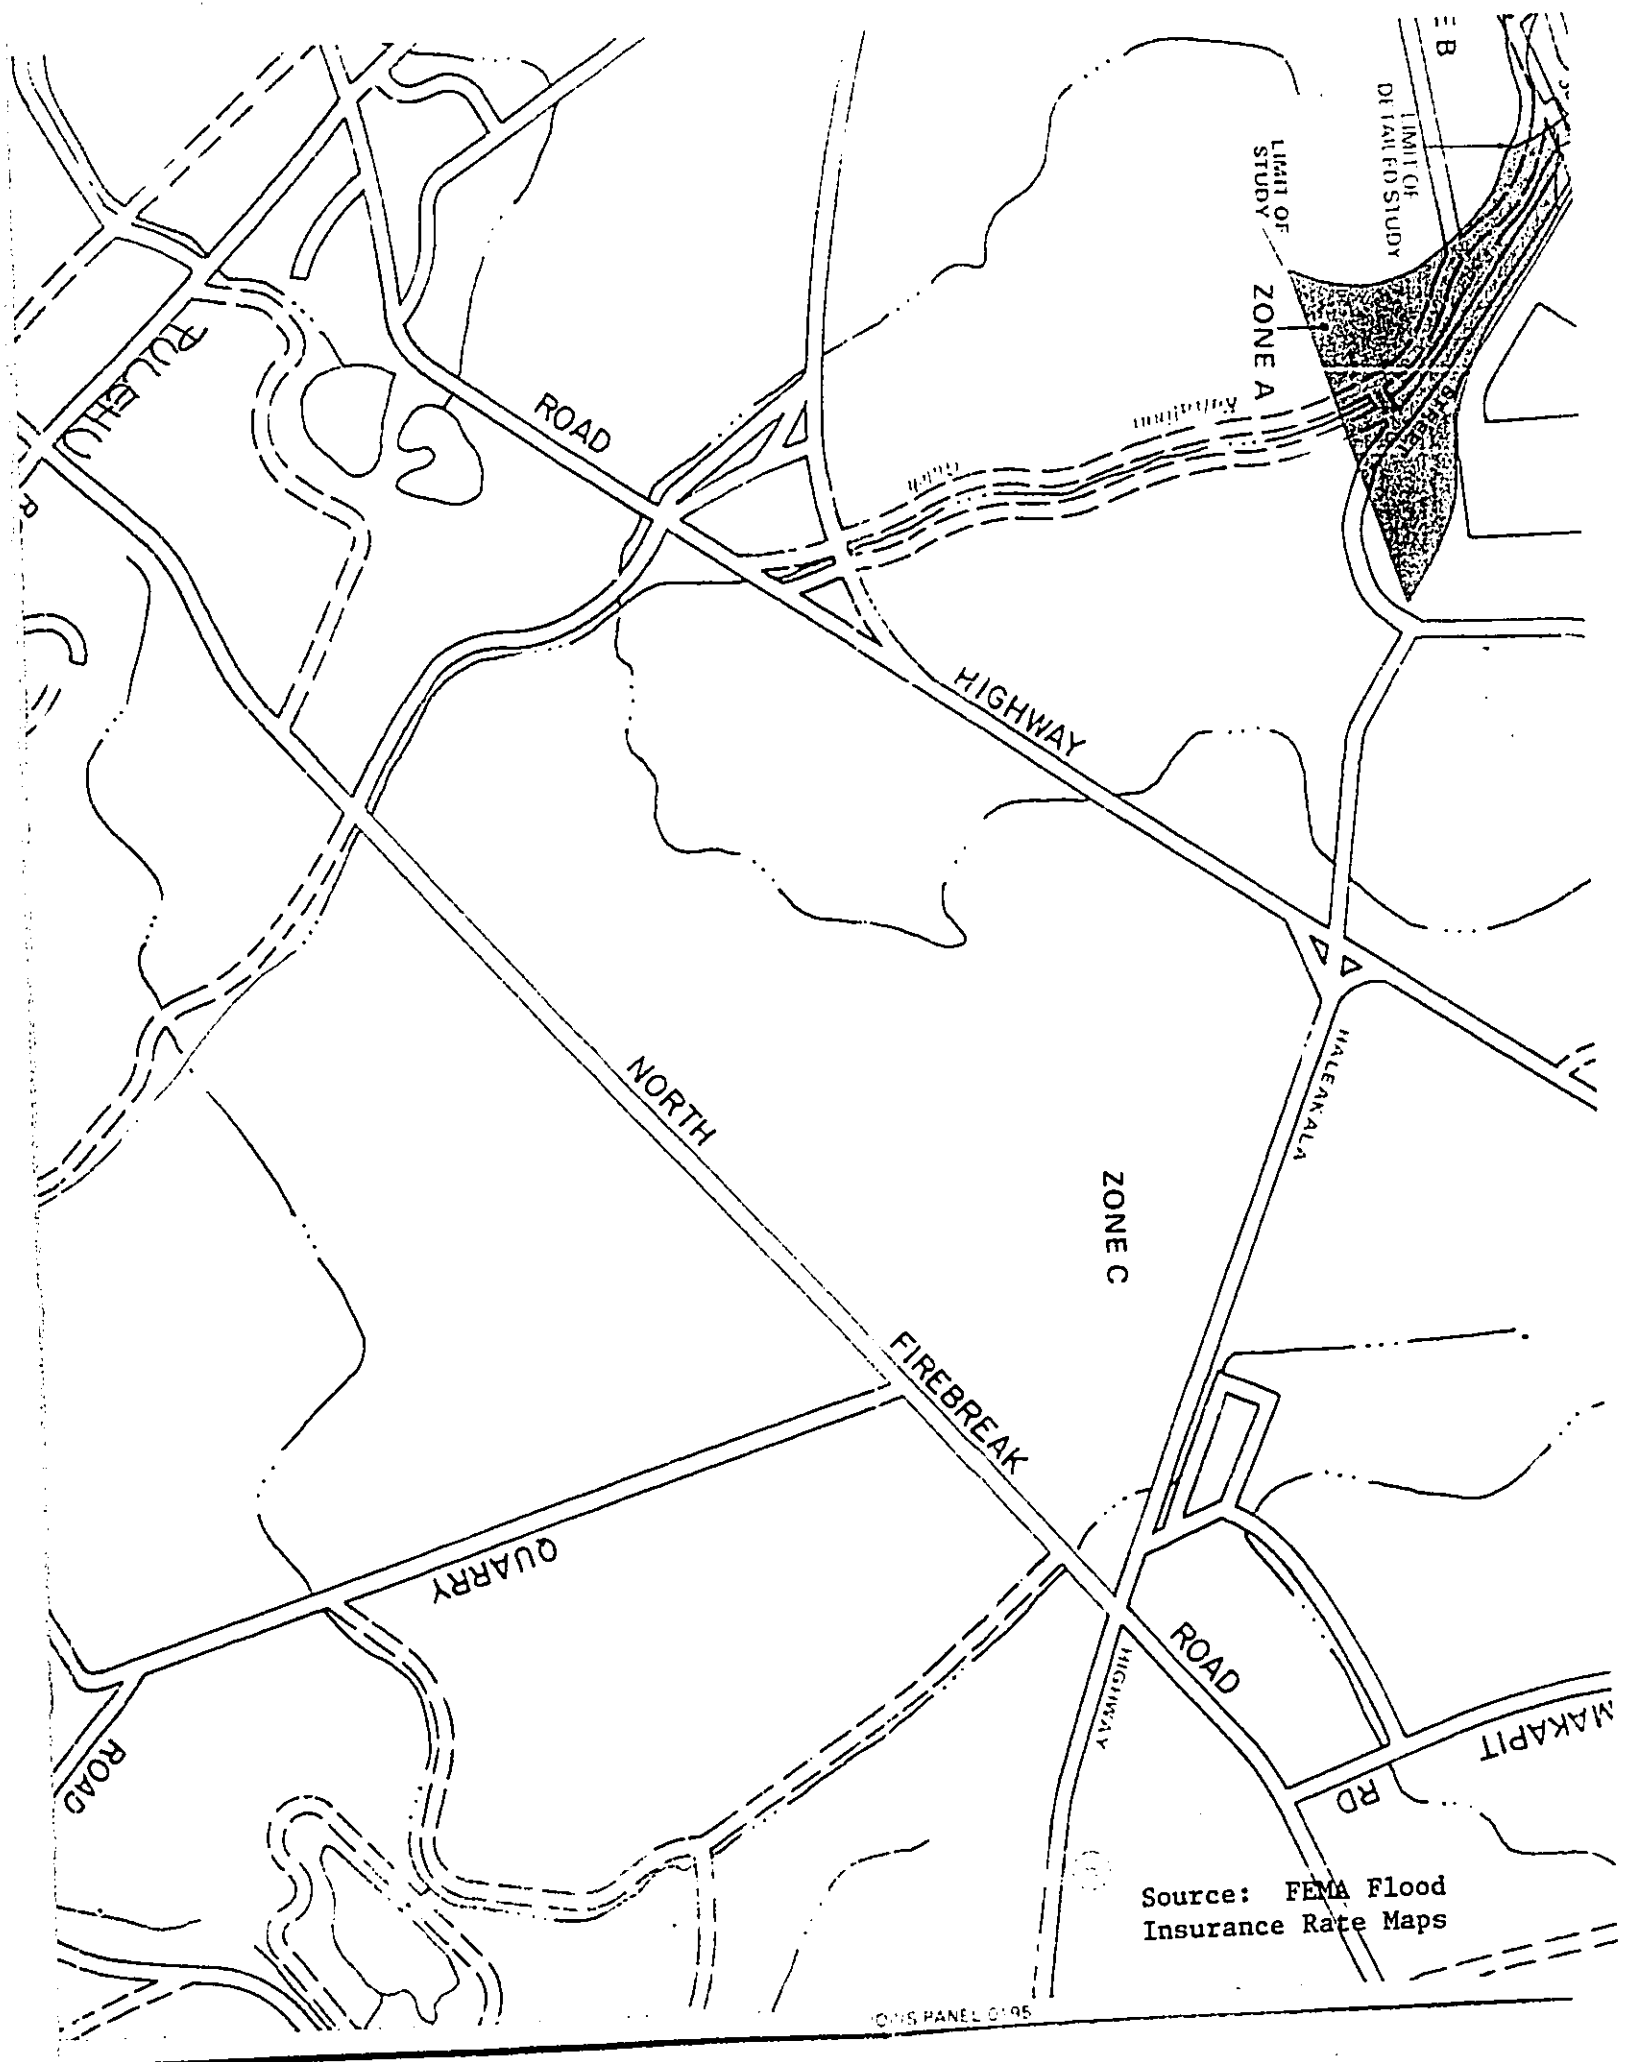 E B
LIMIT OF
DETAILED STUDY
LIMIT OF
STUDY
ZONE A
STREET
Gulch
PULEHU
ROAD
HIGHWAY
HALEAKALA
NORTH
ZONE C
FIREBREAK
QUARRY
ROAD
HIGHWAY
ROAD
MAKAPIT
RD
Source: FEMA Flood
Insurance Rate Maps
PANEL 0195